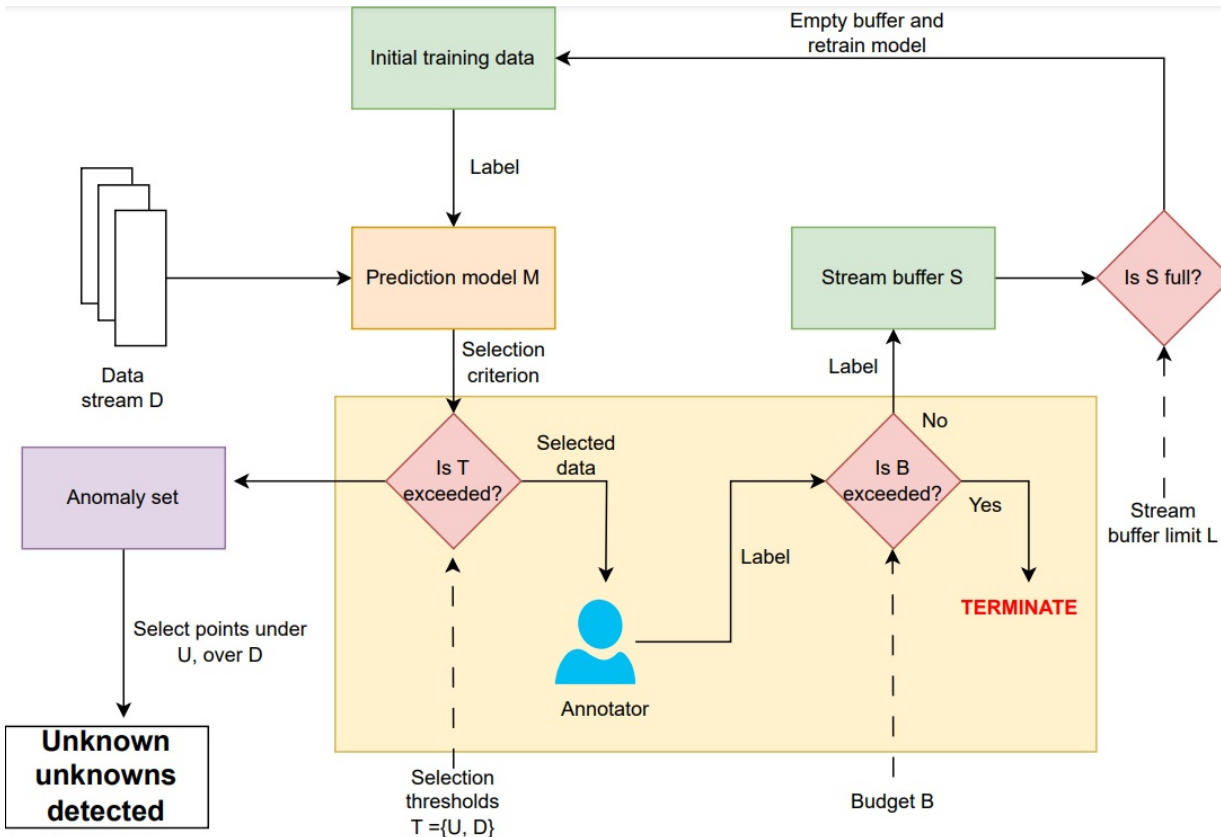 Empty buffer and
retrain model
Initial training data
Label
Prediction model M
Stream buffer S
Is S full?
Data
stream D
Selection
criterion
Label
No
Selected
data
Is T
exceeded?
Is B
exceeded?
Yes
Anomaly set
Stream
buffer limit L
Label
TERMINATE
Select points under
U, over D
Annotator
Unknown
unknowns
detected
Selection
thresholds
T ={U, D}
Budget B